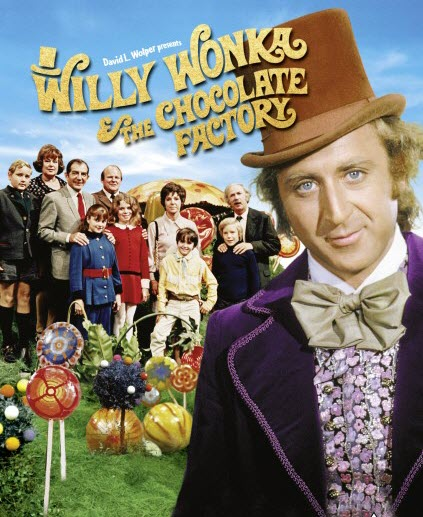 David L. Wolper presents
WILLY WONKA
& THE CHOCOLATE
FACTORY